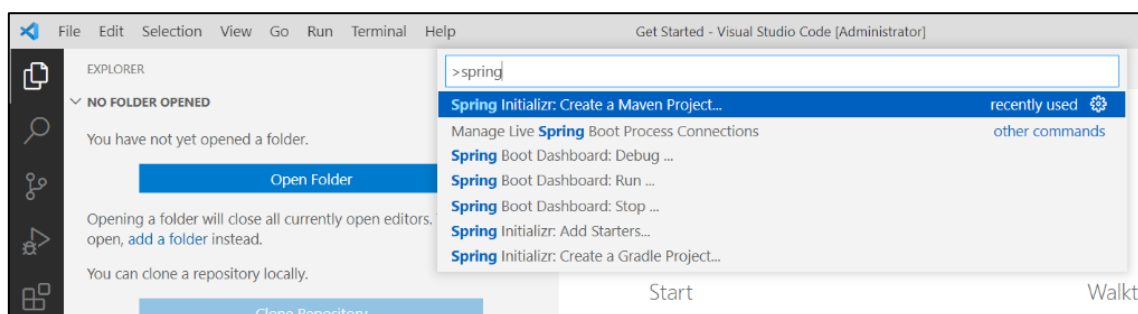 File Edit Selection View Go Run Terminal Help Get Started - Visual Studio Code [Administrator]
EXPLORER
NO FOLDER OPENED
You have not yet opened a folder.
Open Folder
Opening a folder will close all currently open editors.
open, add a folder instead.
You can clone a repository locally.
Clone Repository
>spring
Spring Initializr: Create a Maven Project... recently used
Manage Live Spring Boot Process Connections other commands
Spring Boot Dashboard: Debug ...
Spring Boot Dashboard: Run ...
Spring Boot Dashboard: Stop ...
Spring Initializr: Add Starters...
Spring Initializr: Create a Gradle Project...
Start Walkt